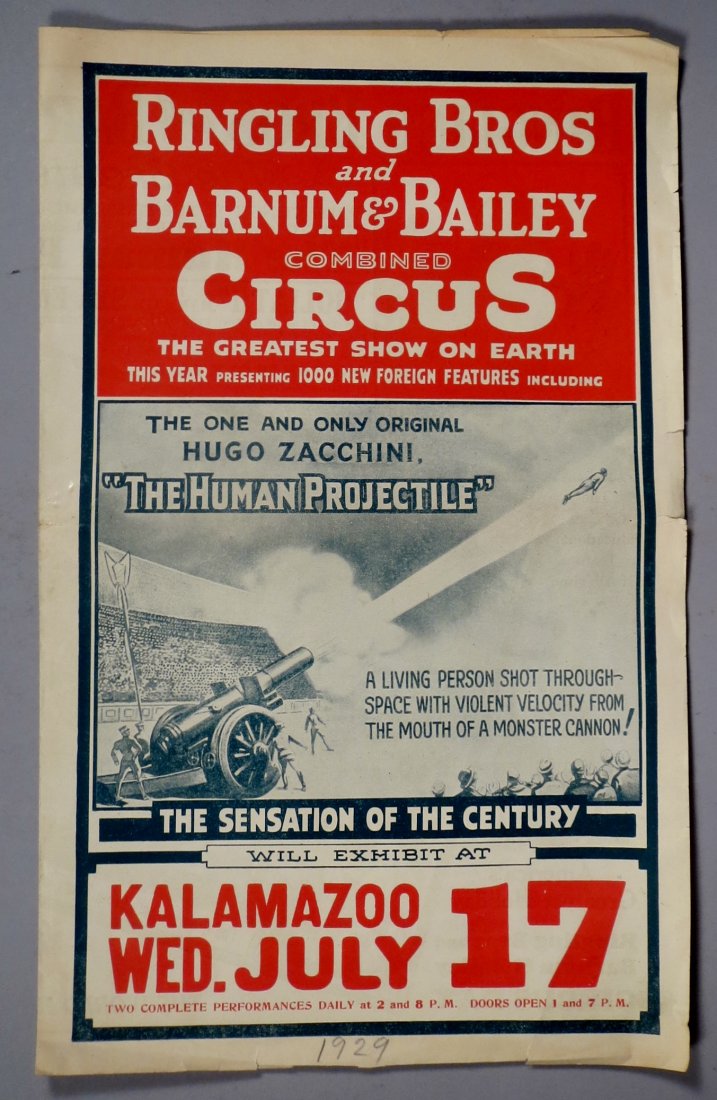 RINGLING BROS
and
BARNUM & BAILEY
COMBINED
CIRCUS
THE GREATEST SHOW ON EARTH
THIS YEAR PRESENTING 1000 NEW FOREIGN FEATURES INCLUDING
THE ONE AND ONLY ORIGINAL
HUGO ZACCHINI.
"THE HUMAN PROJECTILE"
A LIVING PERSON SHOT THROUGH-
SPACE WITH VIOLENT VELOCITY FROM
THE MOUTH OF A MONSTER CANNON!
THE SENSATION OF THE CENTURY
WILL EXHIBIT AT
KALAMAZOO
WED. JULY 17
TWO COMPLETE PERFORMANCES DAILY at 2 and 8 P. M. DOORS OPEN 1 and 7 P. M.
1929